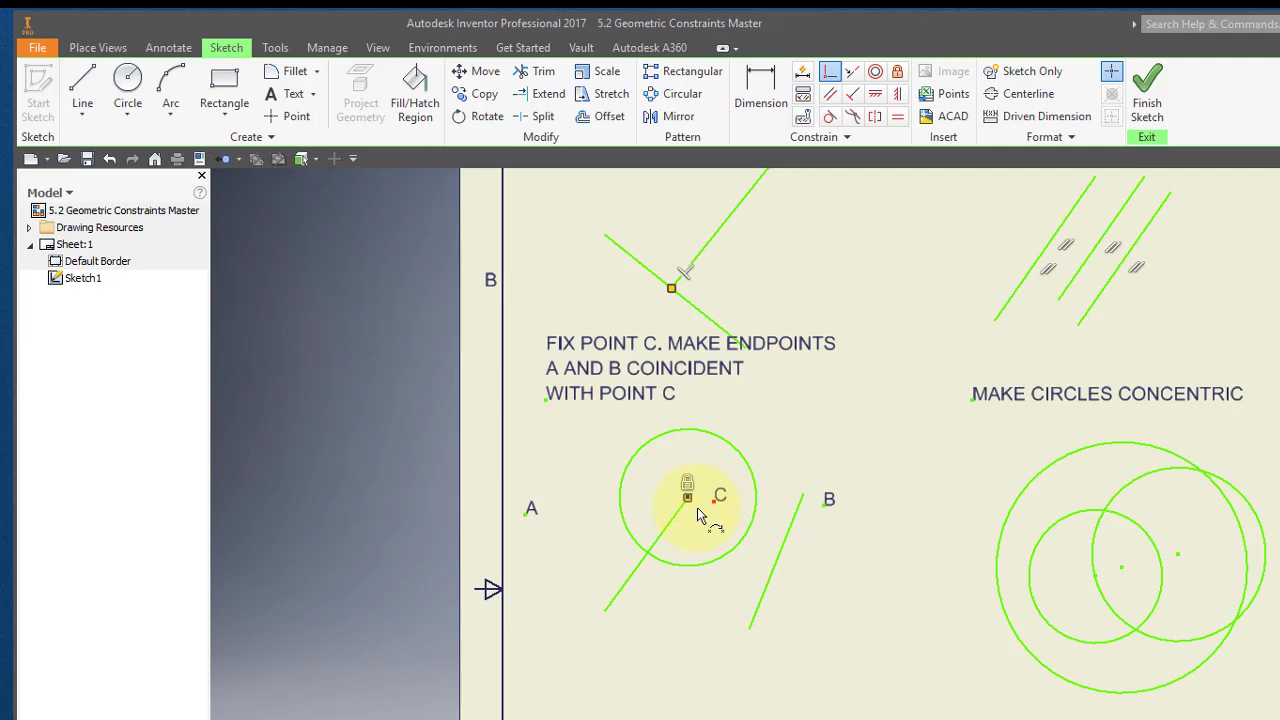 Autodesk Inventor Professional 2017 5.2 Geometric Constraints Master
Search Help & Commands
PRO
File Place Views Annotate Sketch Tools Manage View Environments Get Started Vault Autodesk A360
Start Sketch
Line
Circle
Arc
Rectangle
Fillet
Text
Point
Project Geometry
Fill/Hatch Region
Move
Copy
Rotate
Trim
Extend
Split
Scale
Stretch
Offset
Rectangular
Circular
Mirror
Dimension
Image
Points
ACAD
Sketch Only
Centerline
Driven Dimension
Finish Sketch
Sketch Create Modify Pattern Constrain Insert Format Exit
Model
5.2 Geometric Constraints Master
Drawing Resources
Sheet:1
Default Border
Sketch1
B
FIX POINT C. MAKE ENDPOINTS
A AND B COINCIDENT
WITH POINT C
MAKE CIRCLES CONCENTRIC
A
C
B